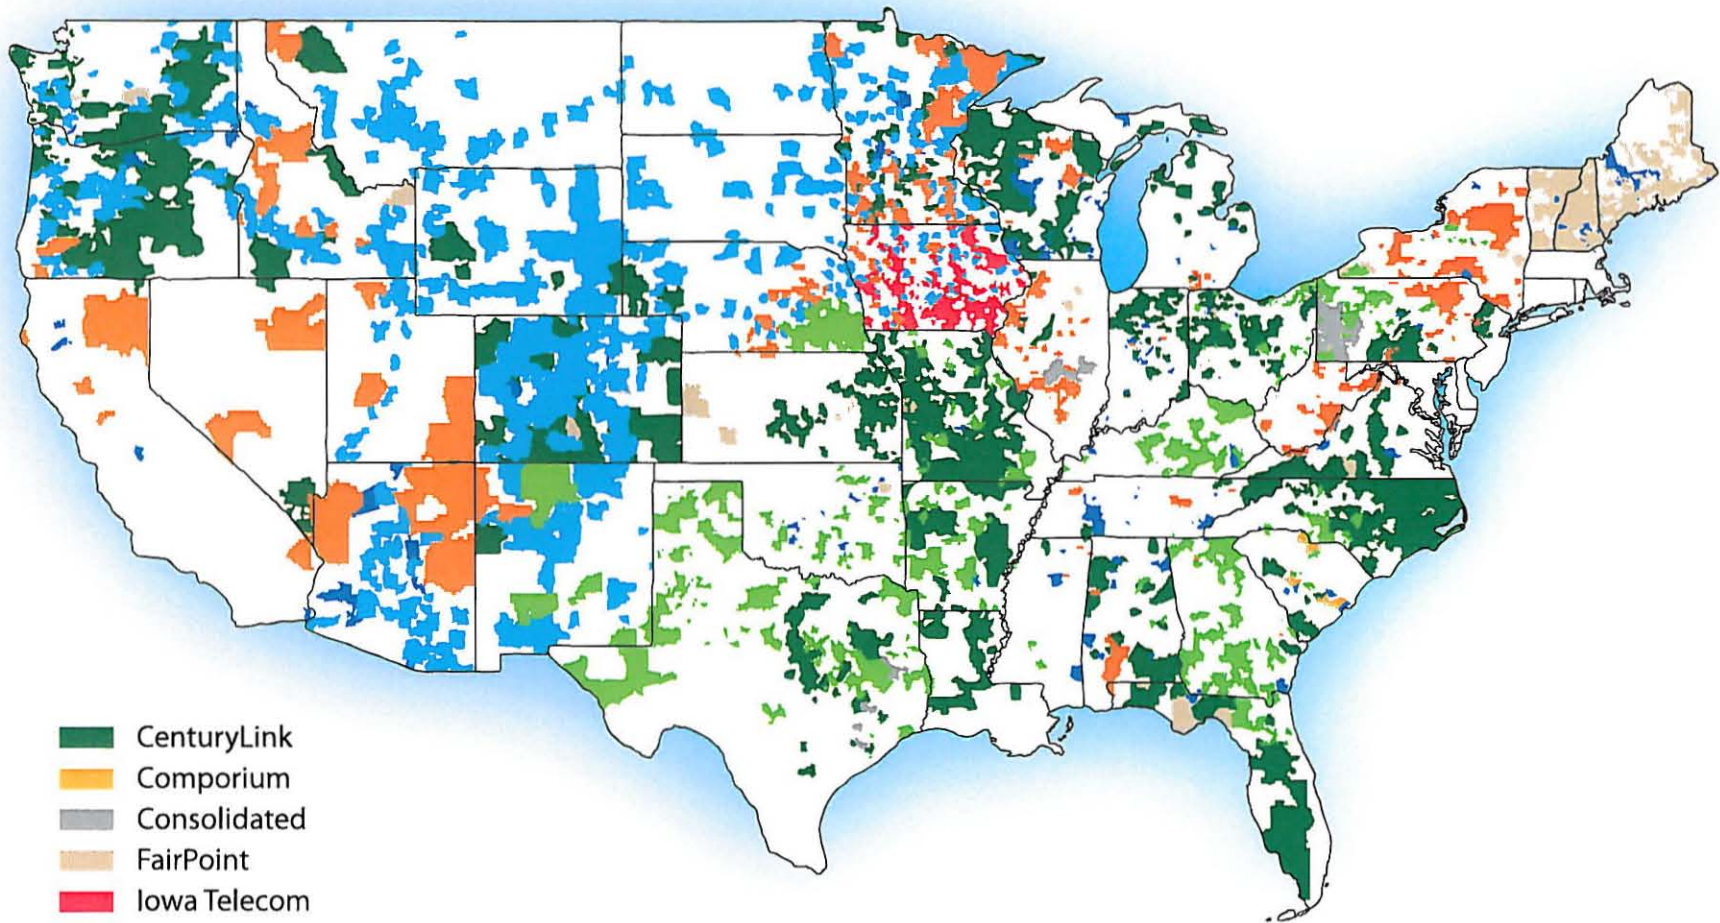 CenturyLink
Comporium
Consolidated
FairPoint
Iowa Telecom